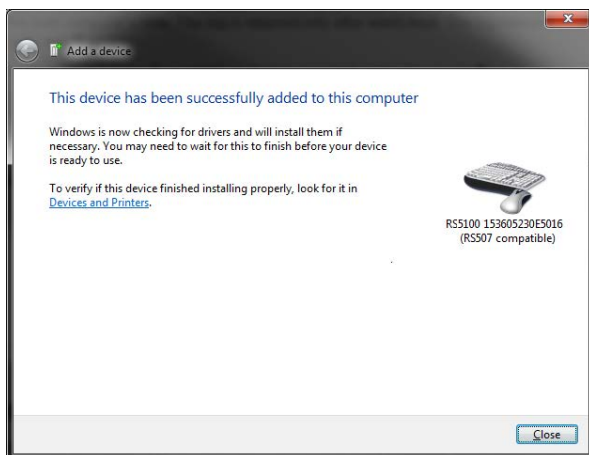 Add a device
This device has been successfully added to this computer
Windows is now checking for drivers and will install them if
necessary. You may need to wait for this to finish before your device
is ready to use.
To verify if this device finished installing properly, look for it in
Devices and Printers.
RS5100 153605230E5016
(RS507 compatible)
Close